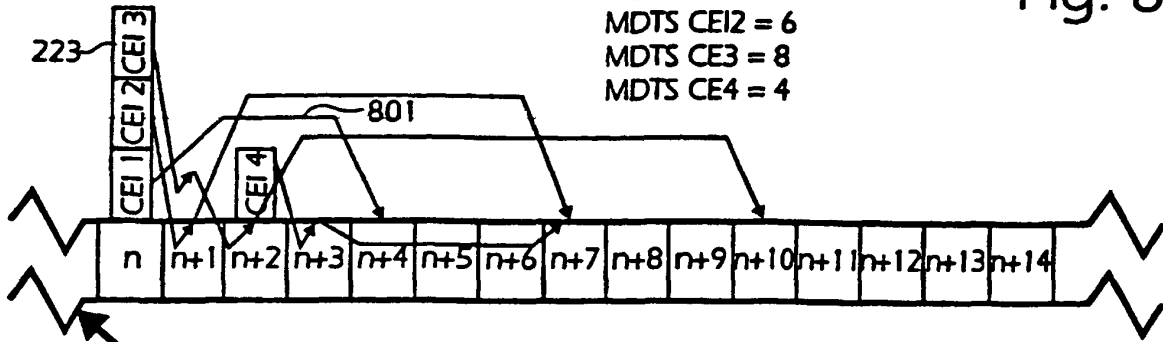 Fig. 8
MDTS CEI2 = 6
MDTS CE3 = 8
MDTS CE4 = 4
223
CEI 3
CEI 2
CEI 1
801
CEI 4
n n+1 n+2 n+3 n+4 n+5 n+6 n+7 n+8 n+9 n+10 n+11 n+12 n+13 n+14